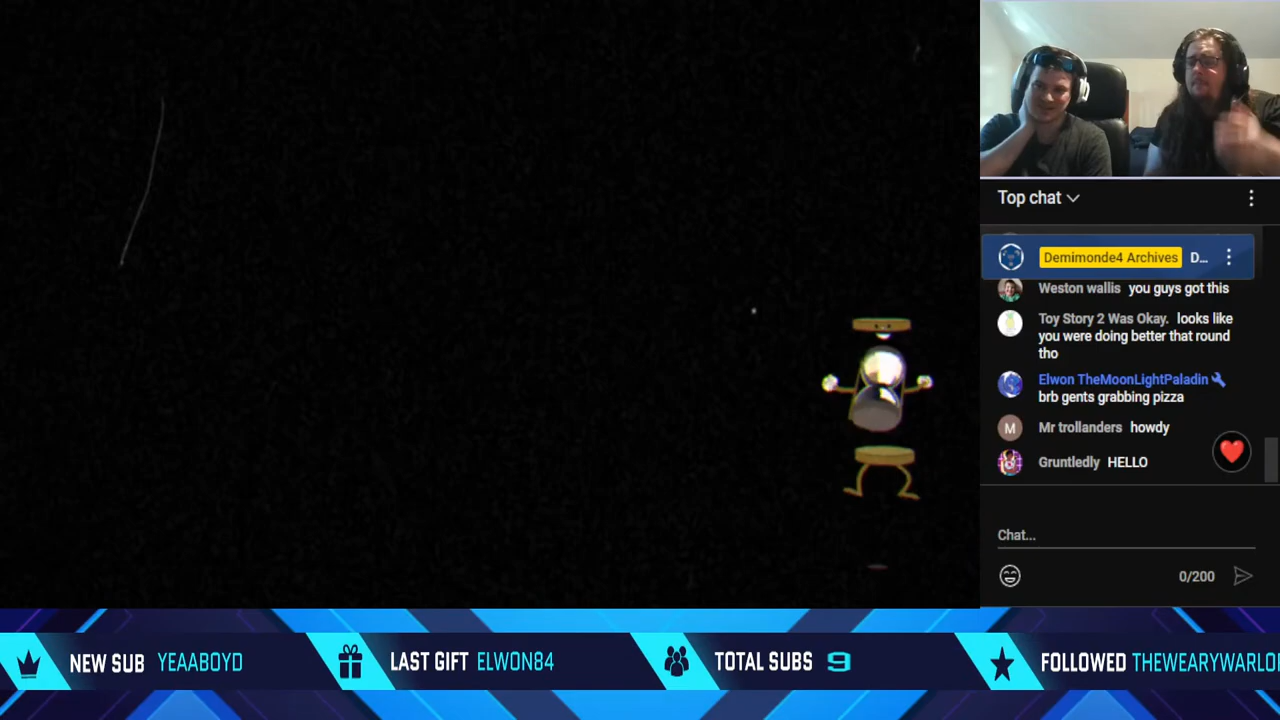 Top chat
Demimonde4 Archives D...
Weston wallis you guys got this
Toy Story 2 Was Okay. looks like
you were doing better that round
tho
Elwon TheMoonLightPaladin
brb gents grabbing pizza
M Mr trollanders howdy
Gruntledly HELLO
Chat...
0/200
NEW SUB YEAABOYD
LAST GIFT ELWON84
TOTAL SUBS 9
FOLLOWED THEWEARYWARLO